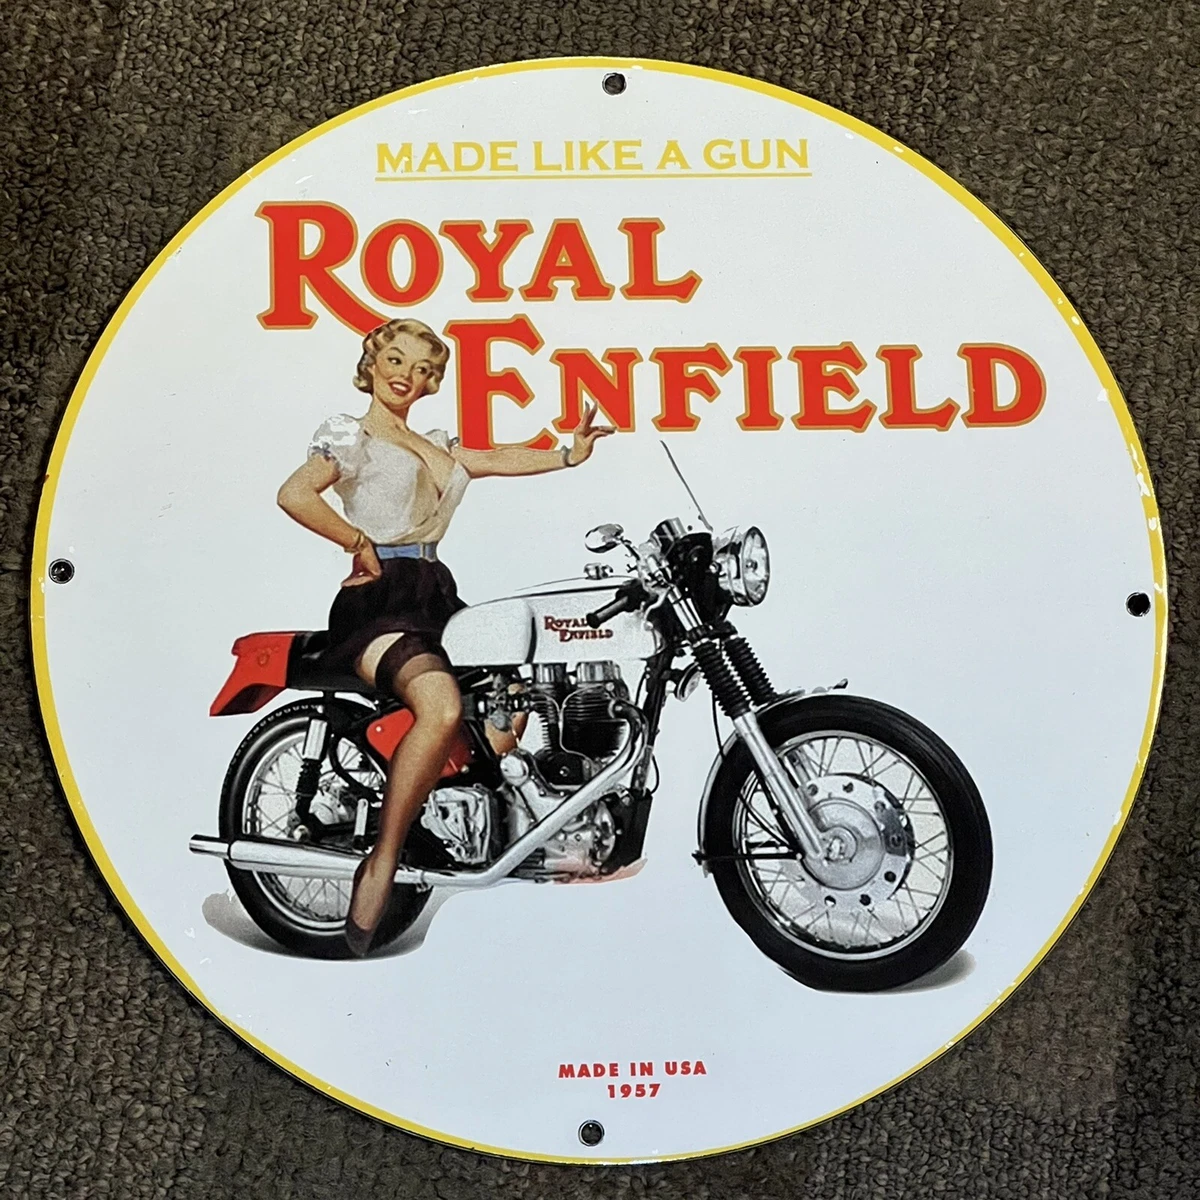 MADE LIKE A GUN
ROYAL
ENFIELD
ROYAL
ENFIELD
MADE IN USA
1957